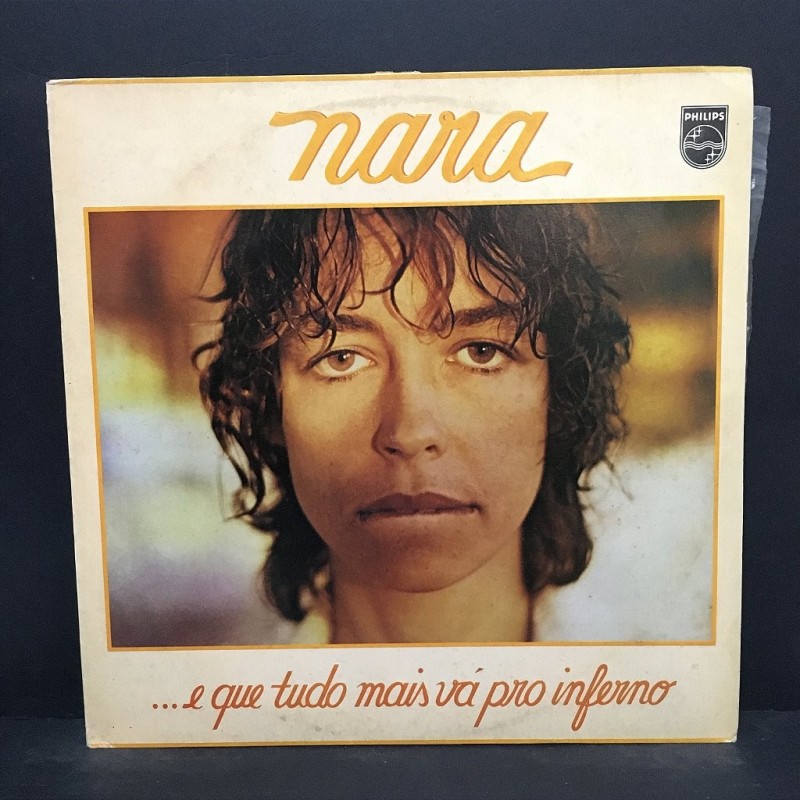 nara
PHILIPS
...e que tudo mais vá pro inferno